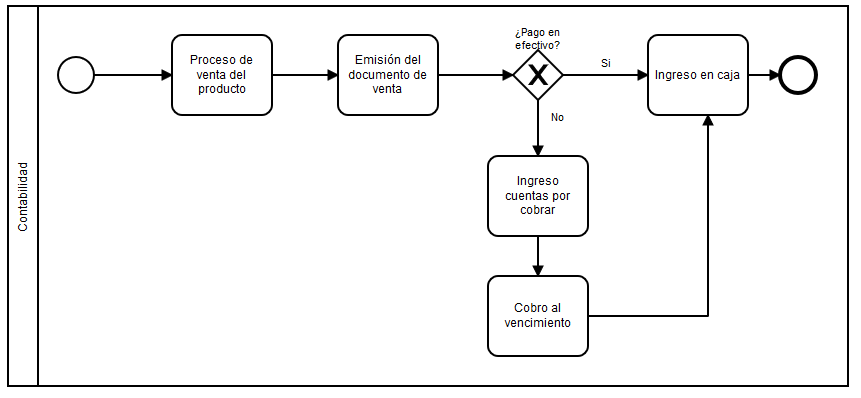 Contabilidad
Proceso de
venta del
producto
Emisión del
documento de
venta
¿Pago en
efectivo?
Si
Ingreso en caja
No
Ingreso
cuentas por
cobrar
Cobro al
vencimiento